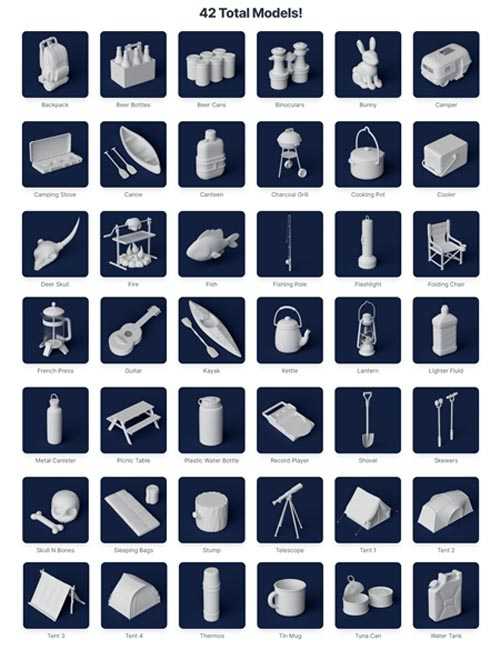 42 Total Models!
Backpack
Beer Bottles
Beer Cans
Binoculars
Bunny
Camper
Camping Stove
Canoe
Canteen
Charcoal Grill
Cooking Pot
Cooler
Deer Skull
Fire
Fish
Fishing Pole
Flashlight
Folding Chair
French Press
Guitar
Kayak
Kettle
Lantern
Lighter Fluid
Metal Canister
Picnic Table
Plastic Water Bottle
Record Player
Shovel
Skewers
Skull N Bones
Sleeping Bags
Stump
Telescope
Tent 1
Tent 2
Tent 3
Tent 4
Thermos
Tin Mug
Tuna Can
Water Tank